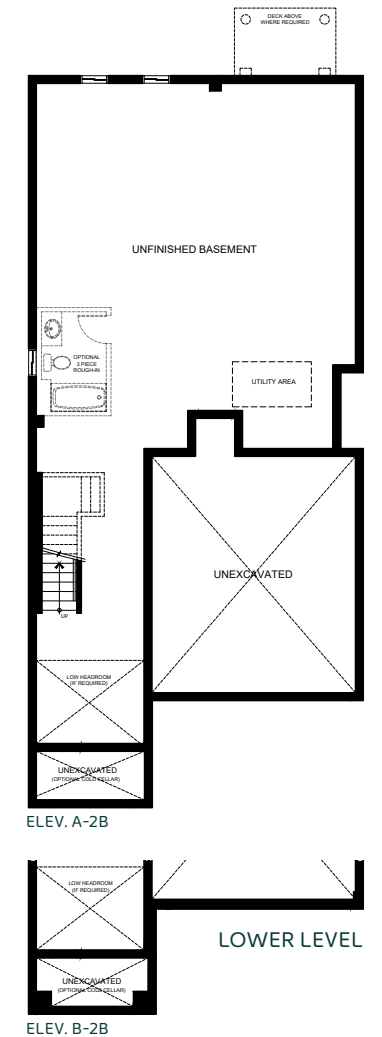 DECK ABOVE
WHERE REQUIRED
UNFINISHED BASEMENT
OPTIONAL
3 PIECE
ROUGH-IN
UTILITY AREA
UNEXCAVATED
UP
LOW HEADROOM
(IF REQUIRED)
UNEXCAVATED
(OPTIONAL COLD CELLAR)
ELEV. A-2B
LOW HEADROOM
(IF REQUIRED)
LOWER LEVEL
UNEXCAVATED
(OPTIONAL COLD CELLAR)
ELEV. B-2B